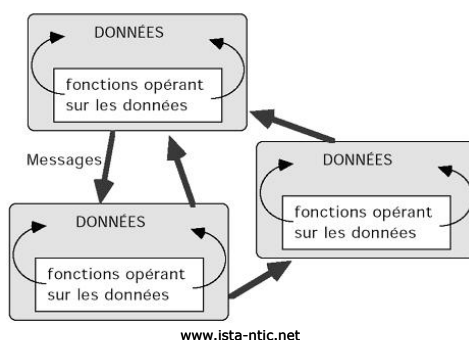 DONNÉES
fonctions opérant
sur les données
Messages
DONNÉES
fonctions opérant
sur les données
DONNÉES
fonctions opérant
sur les données
www.ista-ntic.net